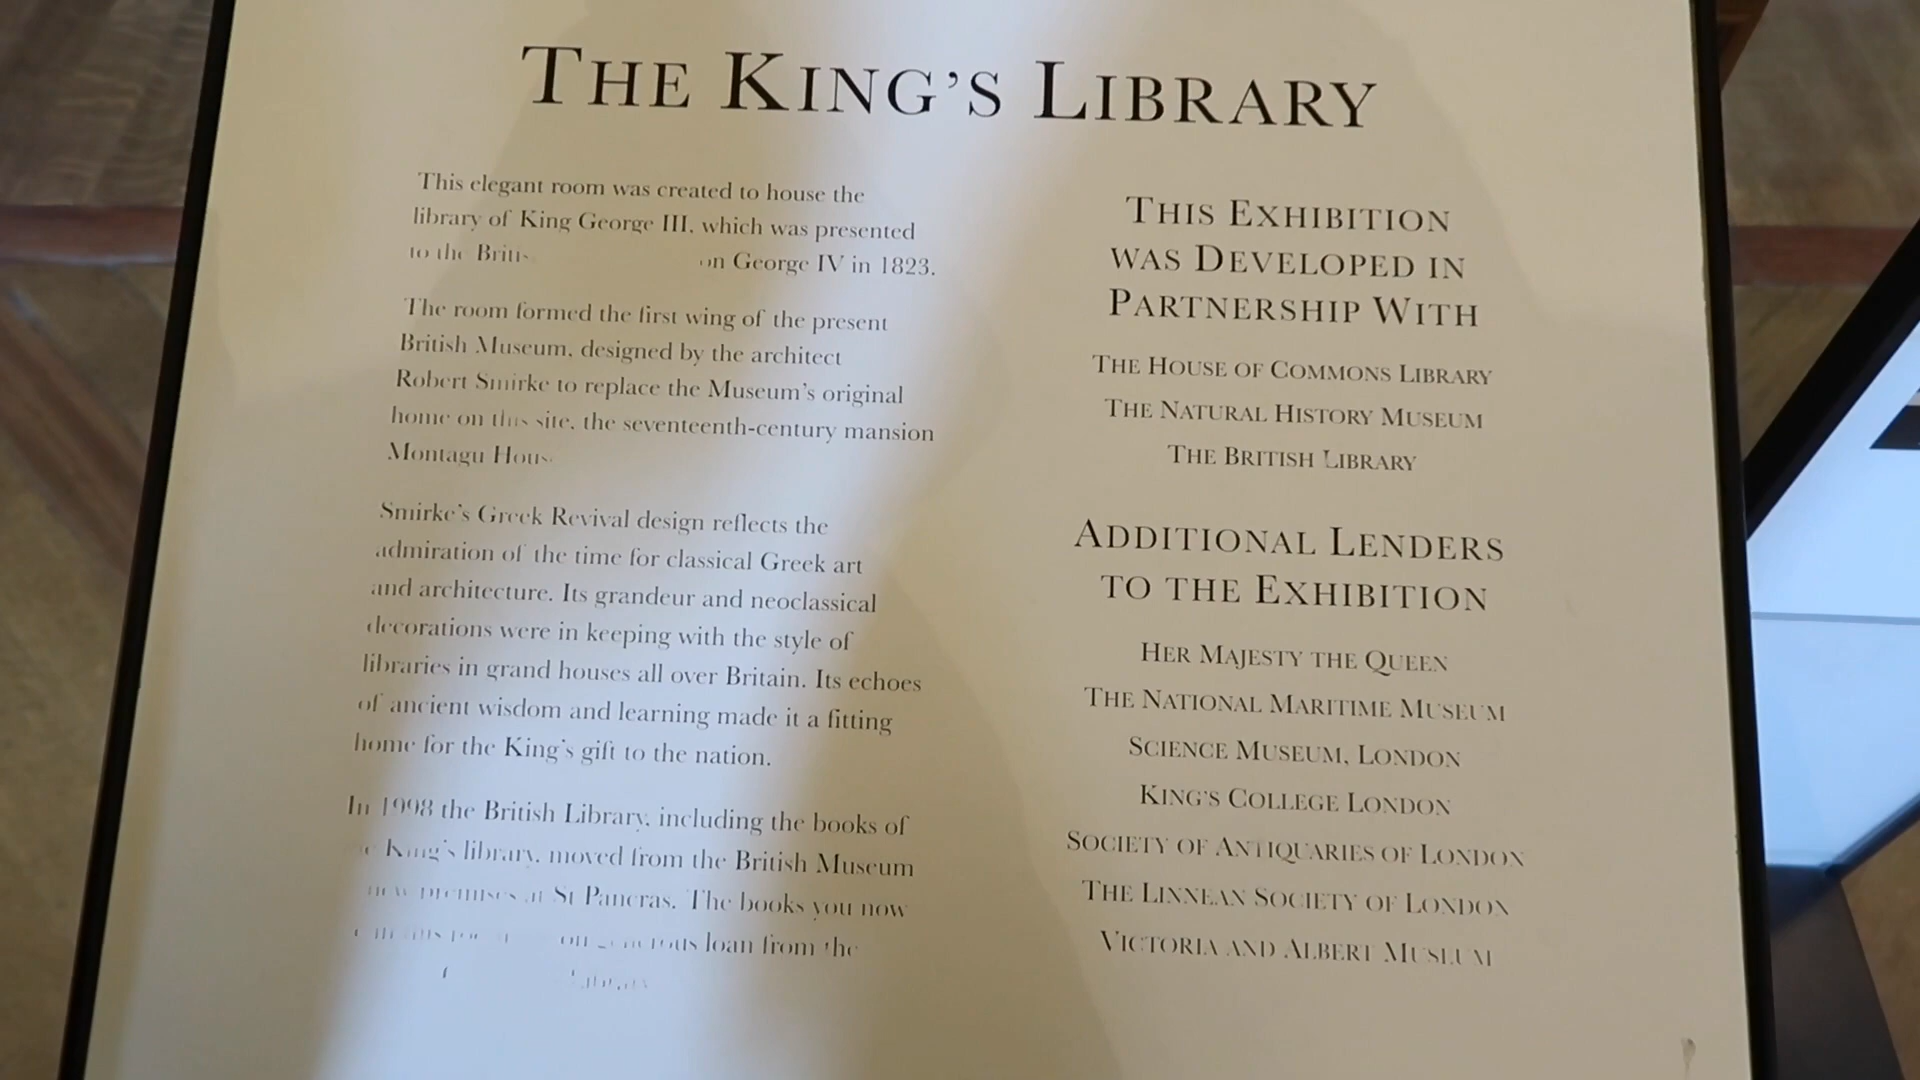 THE KING'S LIBRARY
This elegant room was created to house the
library of King George III, which was presented
to the on George IV in 1823.
The room formed the first wing of the present
British Museum, designed by the architect
Robert Smirke to replace the Museum's original
home on this site, the seventeenth-century mansion
Montagu
Smirke's Greek Revival design reflects the
admiration of the time for classical Greek art
and architecture. Its grandeur and neoclassical
decorations were in keeping with the style of
libraries in grand houses all over Britain. Its echoes
of ancient wisdom and learning made it a fitting
home for the King's gift to the nation.
In 1998 the British Library, including the books of
King's library, moved from the British Museum
new premises at St Pancras. The books you now
on loan from the
THIS EXHIBITION
WAS DEVELOPED IN
PARTNERSHIP WITH
THE HOUSE OF COMMONS LIBRARY
THE NATURAL HISTORY MUSEUM
THE BRITISH LIBRARY
ADDITIONAL LENDERS
TO THE EXHIBITION
HER MAJESTY THE QUEEN
THE NATIONAL MARITIME MUSEUM
SCIENCE MUSEUM, LONDON
KING'S COLLEGE LONDON
SOCIETY OF ANTIQUARIES OF LONDON
THE LINNEAN SOCIETY OF LONDON
VICTORIA AND ALBERT MUSEUM